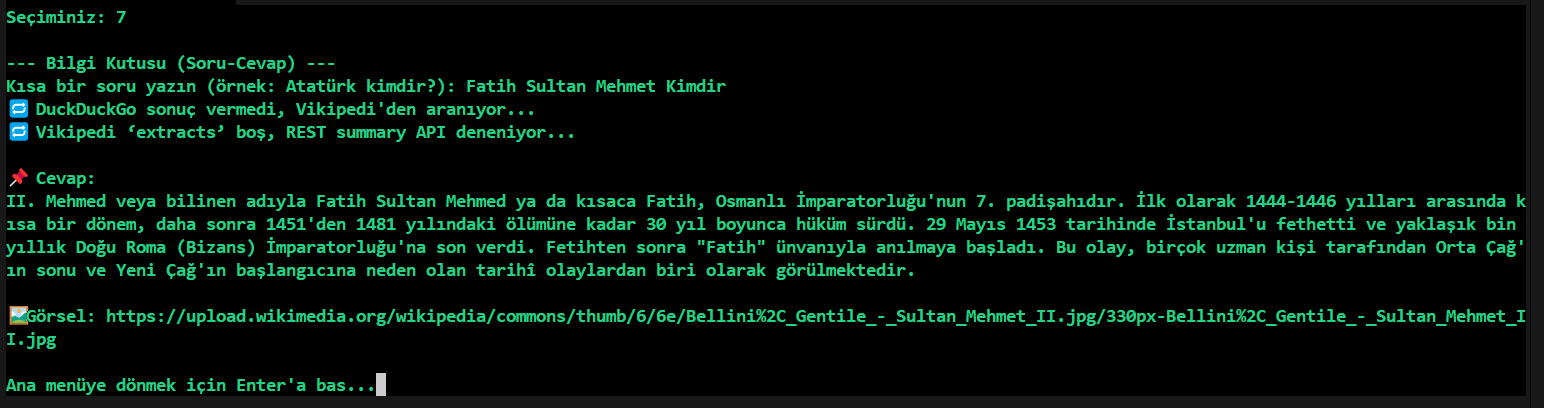 Seçiminiz: 7
--- Bilgi Kutusu (Soru-Cevap) ---
Kısa bir soru yazın (örnek: Atatürk kimdir?): Fatih Sultan Mehmet Kimdir
🔁 DuckDuckGo sonuç vermedi, Vikipedi'den aranıyor...
🔁 Vikipedi ‘extracts’ boş, REST summary API deneniyor...
📌 Cevap:
II. Mehmed veya bilinen adıyla Fatih Sultan Mehmed ya da kısaca Fatih, Osmanlı İmparatorluğu'nun 7. padişahıdır. İlk olarak 1444-1446 yılları arasında k
ısa bir dönem, daha sonra 1451'den 1481 yılındaki ölümüne kadar 30 yıl boyunca hüküm sürdü. 29 Mayıs 1453 tarihinde İstanbul'u fethetti ve yaklaşık bin
yıllık Doğu Roma (Bizans) İmparatorluğu'na son verdi. Fetihten sonra "Fatih" ünvanıyla anılmaya başladı. Bu olay, birçok uzman kişi tarafından Orta Çağ'
ın sonu ve Yeni Çağ'ın başlangıcına neden olan tarihî olaylardan biri olarak görülmektedir.
🖼️Görsel: https://upload.wikimedia.org/wikipedia/commons/thumb/6/6e/Bellini%2C_Gentile_-_Sultan_Mehmet_II.jpg/330px-Bellini%2C_Gentile_-_Sultan_Mehmet_I
I.jpg
Ana menüye dönmek için Enter'a bas...